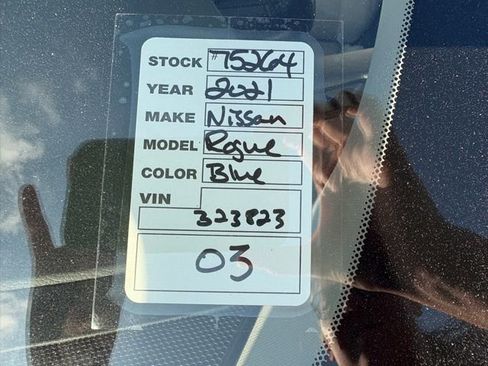 STOCK #75264
YEAR 2021
MAKE Nissan
MODEL Rogue
COLOR Blue
VIN
323823
03